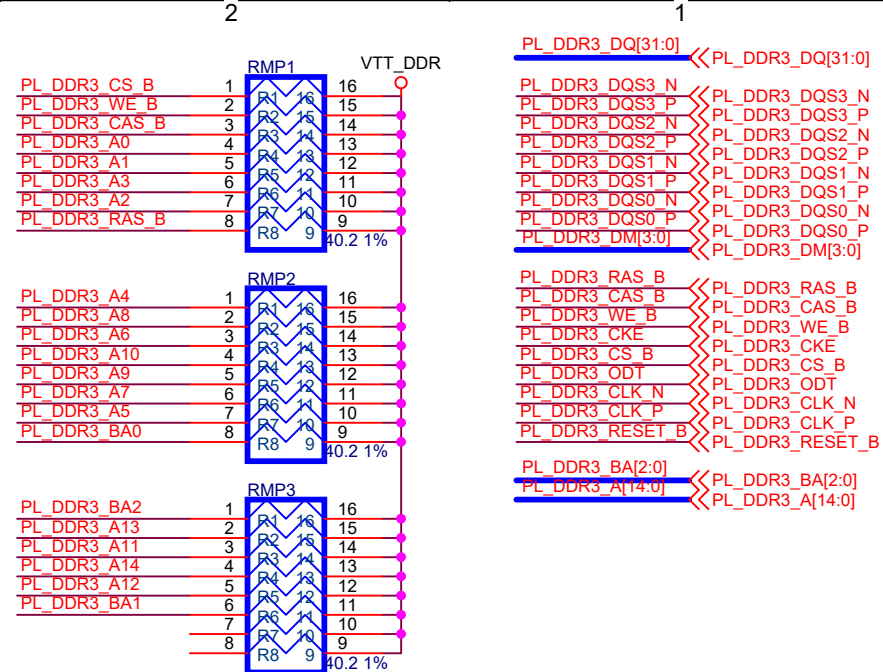 2
1
RMP1
VTT_DDR
PL_DDR3_CS_B 1 R1 16 16
PL_DDR3_WE_B 2 R2 15 15
PL_DDR3_CAS_B 3 R3 14 14
PL_DDR3_A0 4 R4 13 13
PL_DDR3_A1 5 R5 12 12
PL_DDR3_A3 6 R6 11 11
PL_DDR3_A2 7 R7 10 10
PL_DDR3_RAS_B 8 R8 9 9
40.2 1%
RMP2
PL_DDR3_A4 1 R1 16 16
PL_DDR3_A8 2 R2 15 15
PL_DDR3_A6 3 R3 14 14
PL_DDR3_A10 4 R4 13 13
PL_DDR3_A9 5 R5 12 12
PL_DDR3_A7 6 R6 11 11
PL_DDR3_A5 7 R7 10 10
PL_DDR3_BA0 8 R8 9 9
40.2 1%
RMP3
PL_DDR3_BA2 1 R1 16 16
PL_DDR3_A13 2 R2 15 15
PL_DDR3_A11 3 R3 14 14
PL_DDR3_A14 4 R4 13 13
PL_DDR3_A12 5 R5 12 12
PL_DDR3_BA1 6 R6 11 11
7 R7 10 10
8 R8 9 9
40.2 1%
PL_DDR3_DQ[31:0] PL_DDR3_DQ[31:0]
PL_DDR3_DQS3_N PL_DDR3_DQS3_N
PL_DDR3_DQS3_P PL_DDR3_DQS3_P
PL_DDR3_DQS2_N PL_DDR3_DQS2_N
PL_DDR3_DQS2_P PL_DDR3_DQS2_P
PL_DDR3_DQS1_N PL_DDR3_DQS1_N
PL_DDR3_DQS1_P PL_DDR3_DQS1_P
PL_DDR3_DQS0_N PL_DDR3_DQS0_N
PL_DDR3_DQS0_P PL_DDR3_DQS0_P
PL_DDR3_DM[3:0] PL_DDR3_DM[3:0]
PL_DDR3_RAS_B PL_DDR3_RAS_B
PL_DDR3_CAS_B PL_DDR3_CAS_B
PL_DDR3_WE_B PL_DDR3_WE_B
PL_DDR3_CKE PL_DDR3_CKE
PL_DDR3_CS_B PL_DDR3_CS_B
PL_DDR3_ODT PL_DDR3_ODT
PL_DDR3_CLK_N PL_DDR3_CLK_N
PL_DDR3_CLK_P PL_DDR3_CLK_P
PL_DDR3_RESET_B PL_DDR3_RESET_B
PL_DDR3_BA[2:0] PL_DDR3_BA[2:0]
PL_DDR3_A[14:0] PL_DDR3_A[14:0]